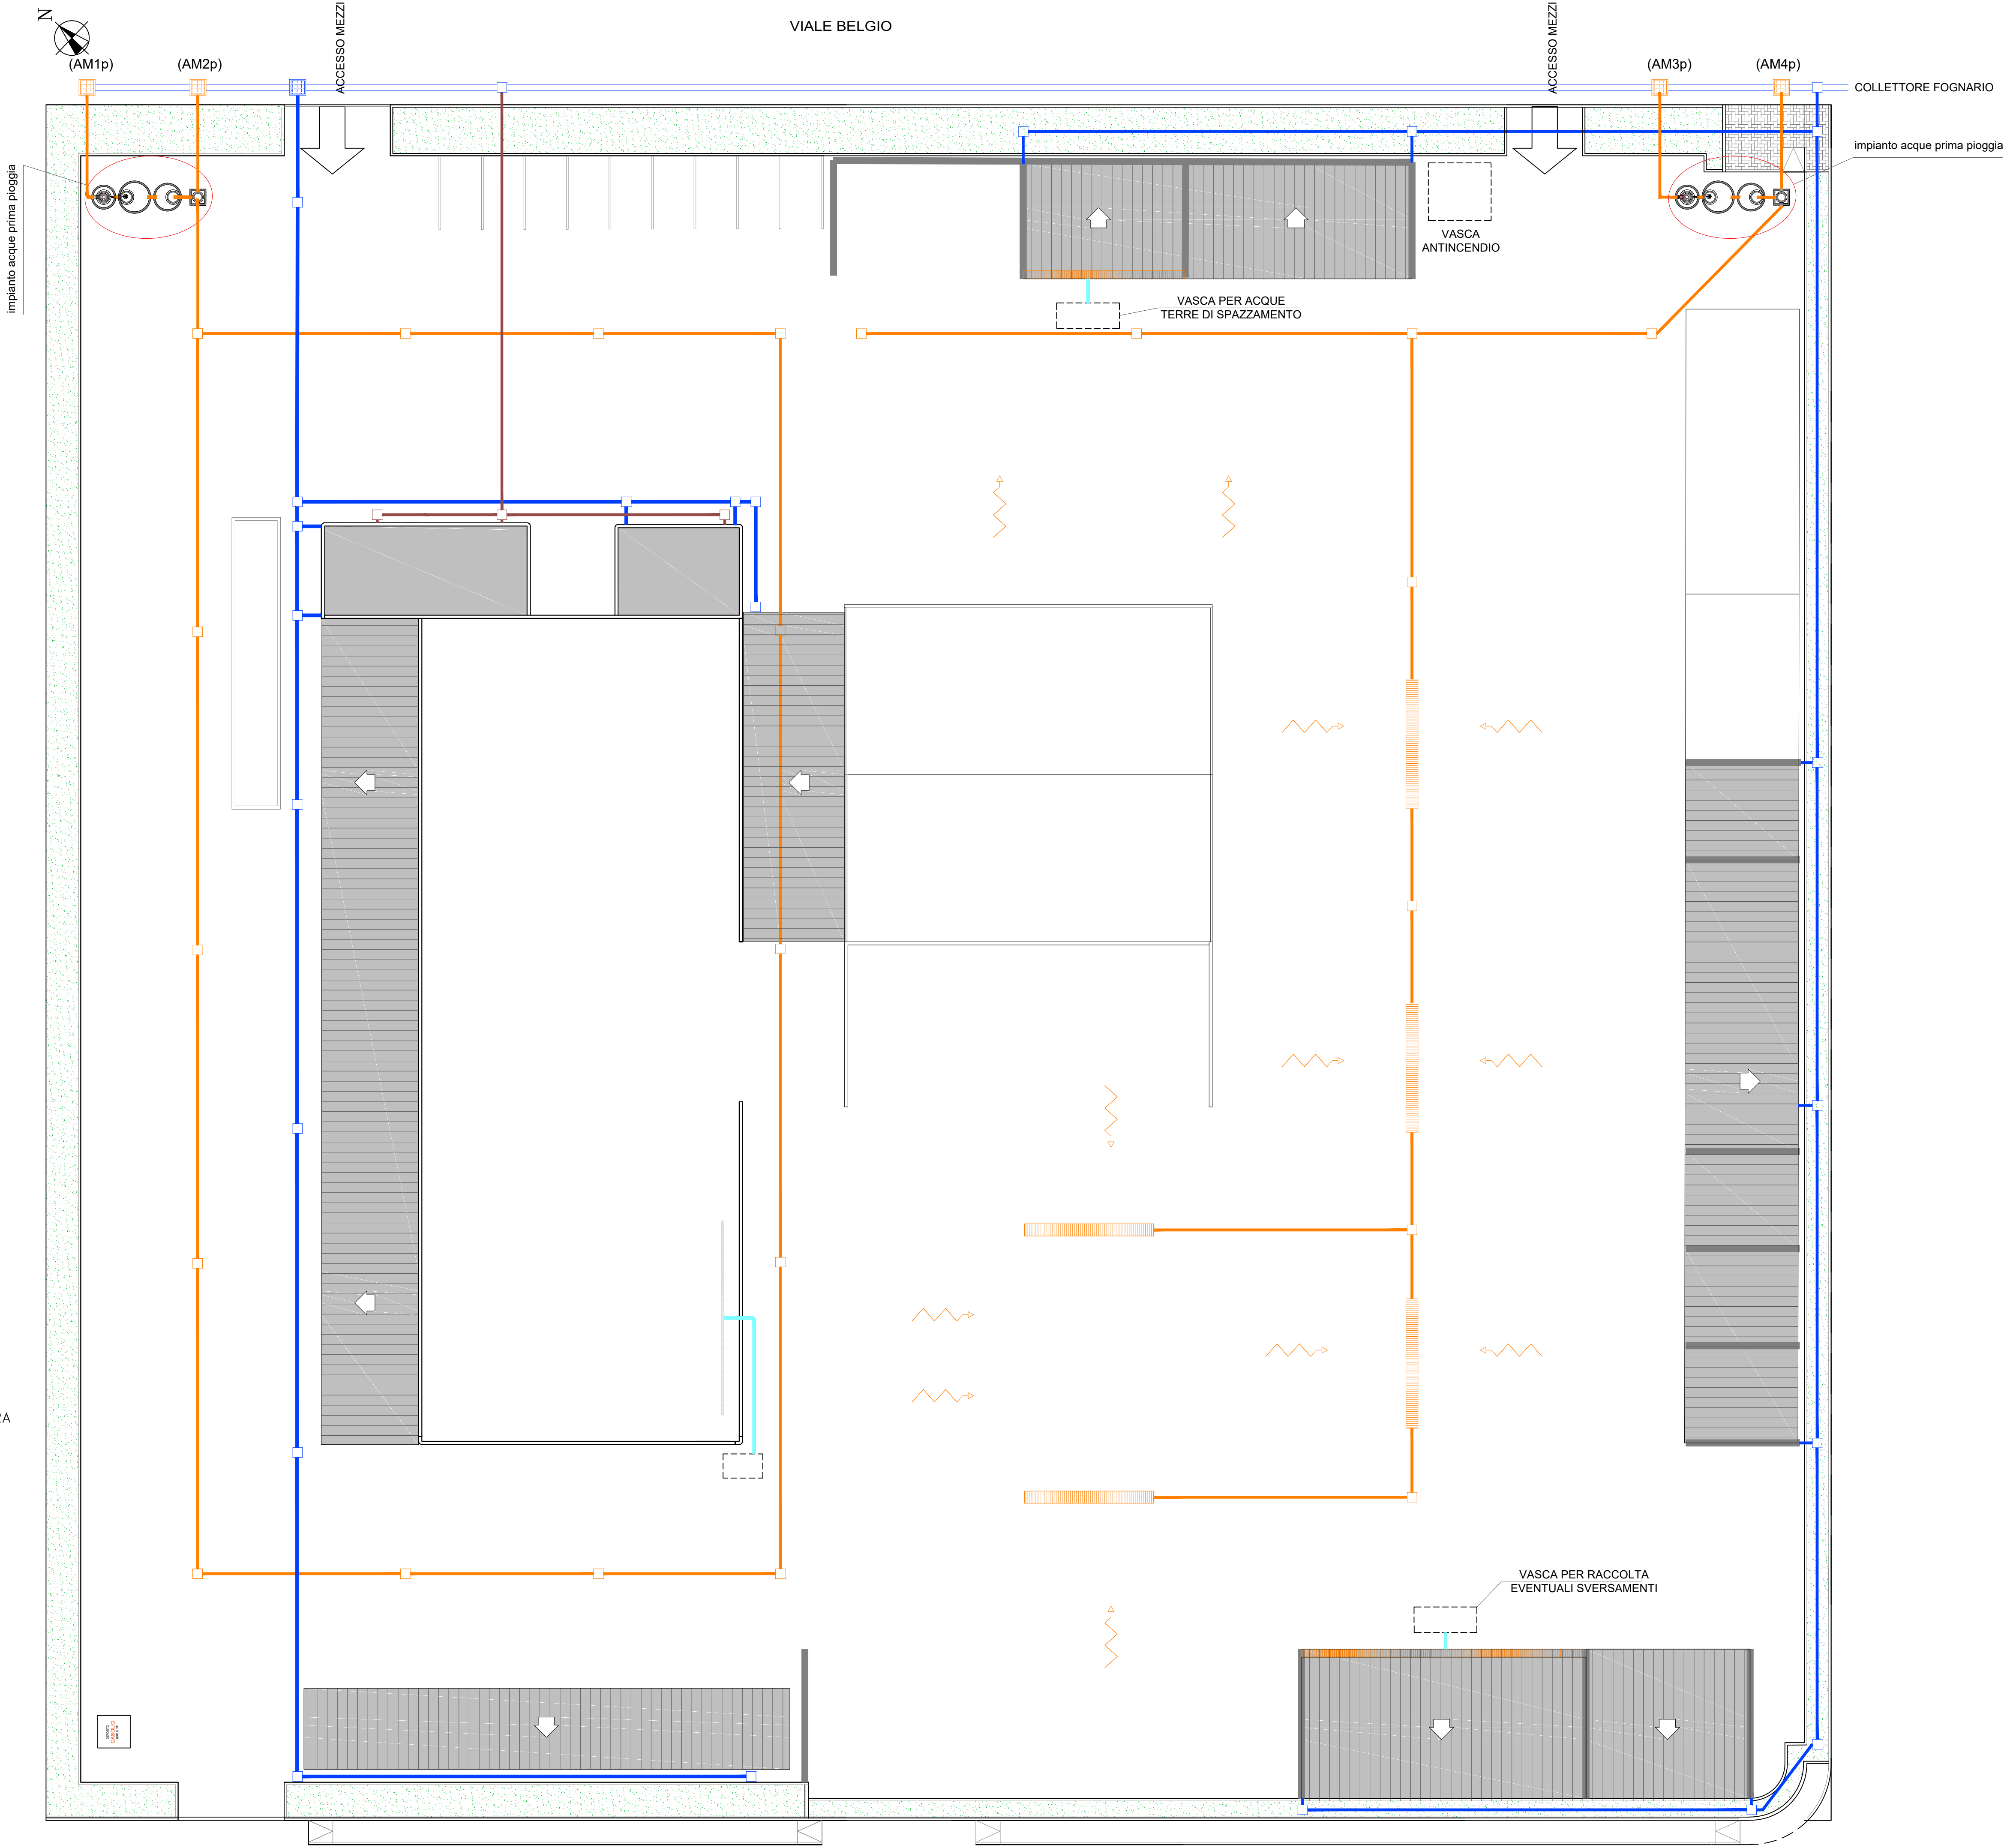 N
VIALE BELGIO
ACCESSO MEZZI
ACCESSO MEZZI
(AM1p)
(AM2p)
(AM3p)
(AM4p)
COLLETTORE FOGNARIO
impianto acque prima pioggia
impianto acque prima pioggia
VASCA
ANTINCENDIO
VASCA PER ACQUE
TERRE DI SPAZZAMENTO
VASCA PER RACCOLTA
EVENTUALI SVERSAMENTI
GASOLIO